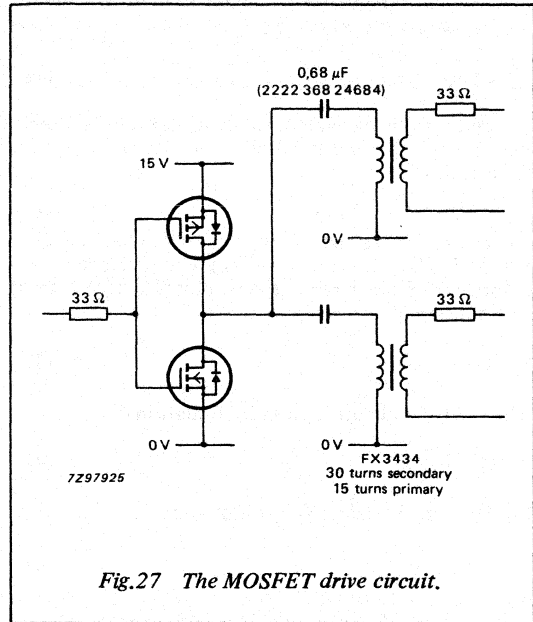 0,68 μF
(2222 368 24684)
33 Ω
15 V
0 V
33 Ω
33 Ω
0 V
0 V
FX3434
30 turns secondary
15 turns primary
7Z97925
Fig.27 The MOSFET drive circuit.